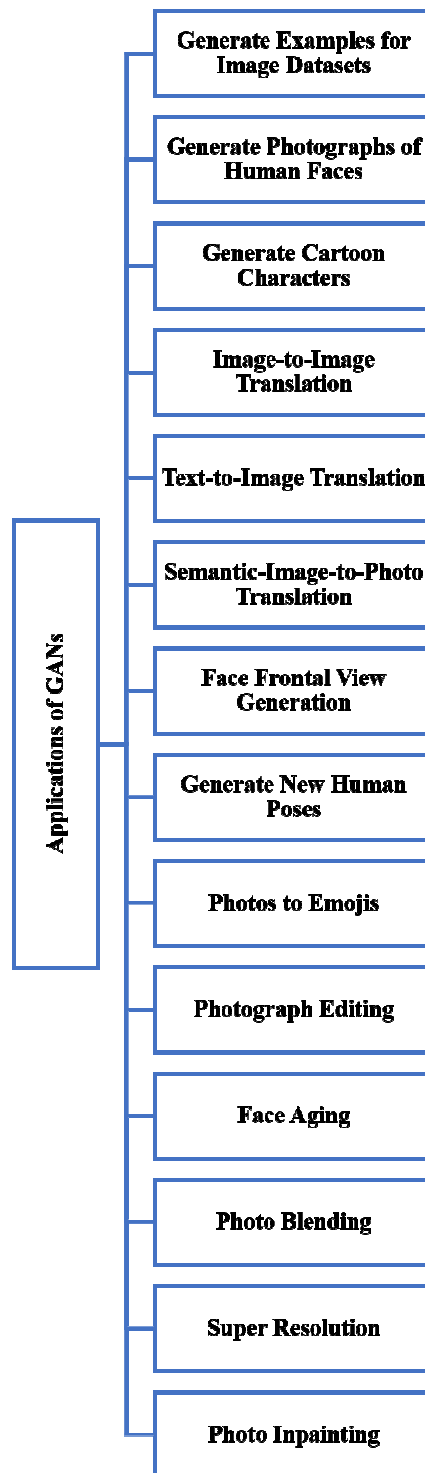 Applications of GANs
Generate Examples for
Image Datasets
Generate Photographs of
Human Faces
Generate Cartoon
Characters
Image-to-Image
Translation
Text-to-Image Translation
Semantic-Image-to-Photo
Translation
Face Frontal View
Generation
Generate New Human
Poses
Photos to Emojis
Photograph Editing
Face Aging
Photo Blending
Super Resolution
Photo Inpainting